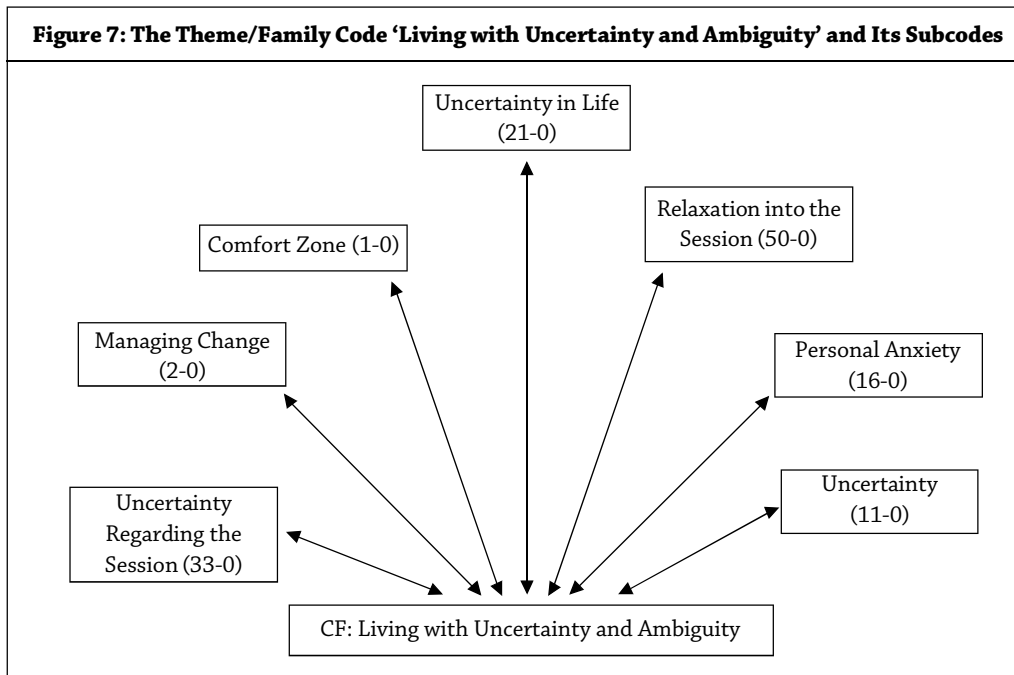 Figure 7: The Theme/Family Code ‘Living with Uncertainty and Ambiguity’ and Its Subcodes
Uncertainty in Life
(21-0)
Relaxation into the
Session (50-0)
Comfort Zone (1-0)
Managing Change
(2-0)
Personal Anxiety
(16-0)
Uncertainty
Regarding the
Session (33-0)
Uncertainty
(11-0)
CF: Living with Uncertainty and Ambiguity